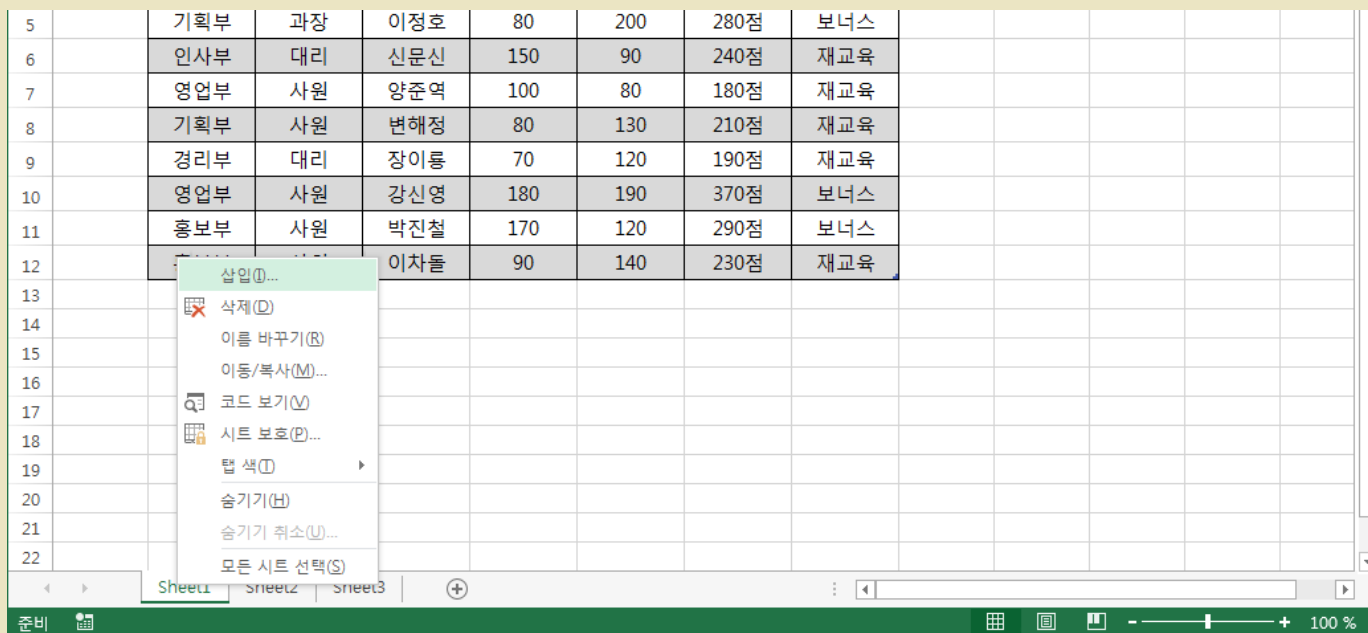 5 기획부 과장 이정호 80 200 280점 보너스
6 인사부 대리 신문신 150 90 240점 재교육
7 영업부 사원 양준역 100 80 180점 재교육
8 기획부 사원 변해정 80 130 210점 재교육
9 경리부 대리 장이룡 70 120 190점 재교육
10 영업부 사원 강신영 180 190 370점 보너스
11 홍보부 사원 박진철 170 120 290점 보너스
12 이차돌 90 140 230점 재교육
삽입(I)...
13
삭제(D)
14
이름 바꾸기(R)
15
이동/복사(M)...
16
코드 보기(V)
17
시트 보호(P)...
18
탭 색(T)
19
숨기기(H)
20
숨기기 취소(U)...
21
모든 시트 선택(S)
22
Sheet1 Sheet2 Sheet3
준비 100 %